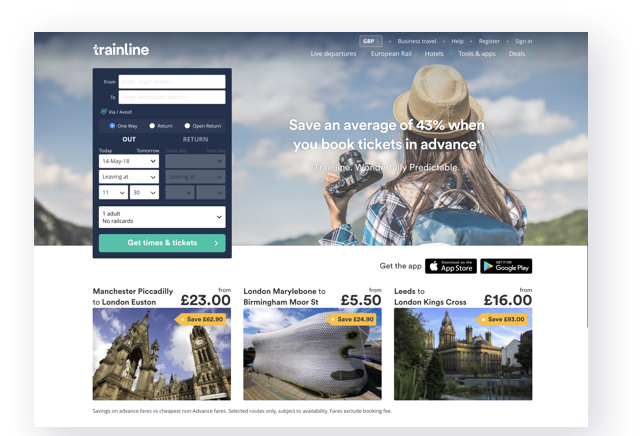 trainline
GBP
Business travel
Help
Register
Sign in
Live departures
European Rail
Hotels
Tools & apps
Deals
From
To
Via / Avoid
One Way
Return
Open Return
OUT
RETURN
Today
Tomorrow
14-May-18
Leaving at
Leaving at
11
30
1 adult
No railcards
Get times & tickets
Save an average of 43% when
you book tickets in advance*
Trainline. Wonderfully Predictable.
Get the app
Download on the
App Store
GET IT ON
Google Play
Manchester Piccadilly
to London Euston
from
£23.00
Save £62.90
London Marylebone to
Birmingham Moor St
from
£5.50
Save £24.90
Leeds to
London Kings Cross
from
£16.00
Save £93.00
Savings on advance fares vs cheapest non-Advance fares. Selected routes only, subject to availability. Fares exclude booking fee.